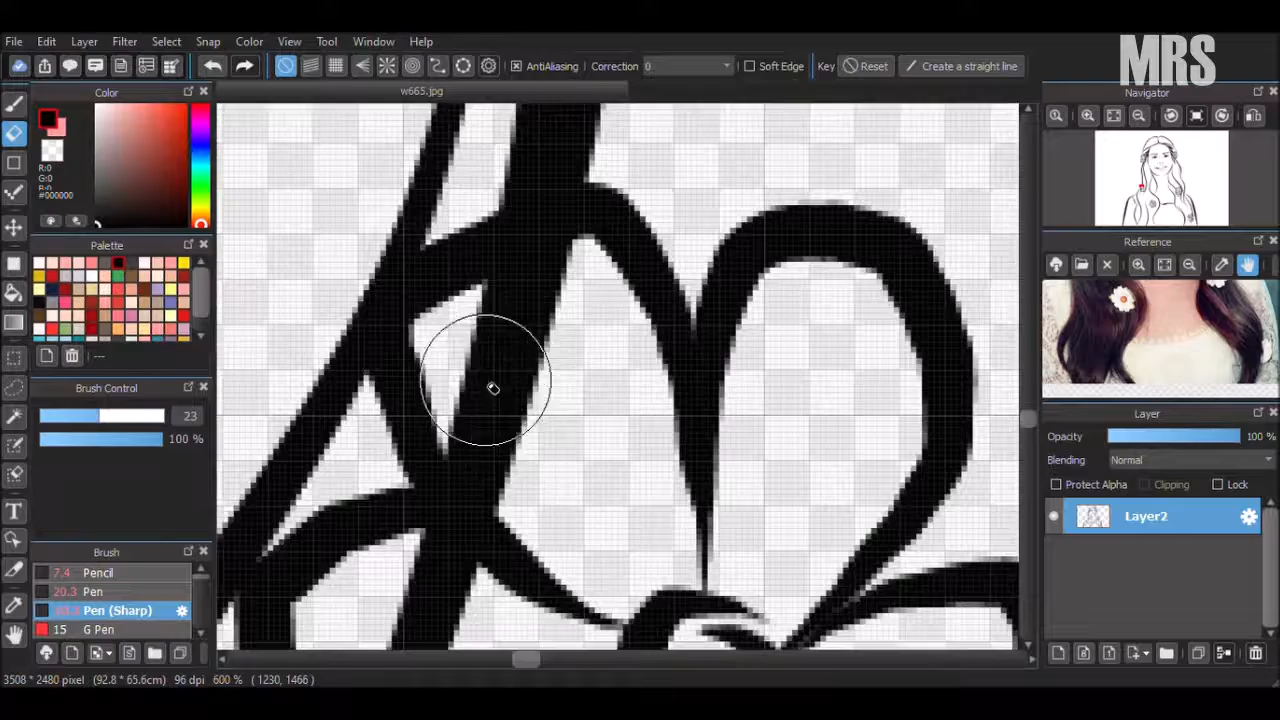 MRS
File Edit Layer Filter Select Snap Color View Tool Window Help
AntiAliasing Correction 0 Soft Edge Key Reset Create a straight line
Color
w665.jpg
Navigator
R:0
G:0
B:0
#000000
Palette
Reference
---
Brush Control
23
100 %
Layer
Opacity 100 %
Blending Normal
Protect Alpha Clipping Lock
Layer2
Brush
7.4 Pencil
20.3 Pen
Pen (Sharp)
15 G Pen
3508 * 2480 pixel (92.8 * 65.6cm) 96 dpi 600 % ( 1230, 1466 )